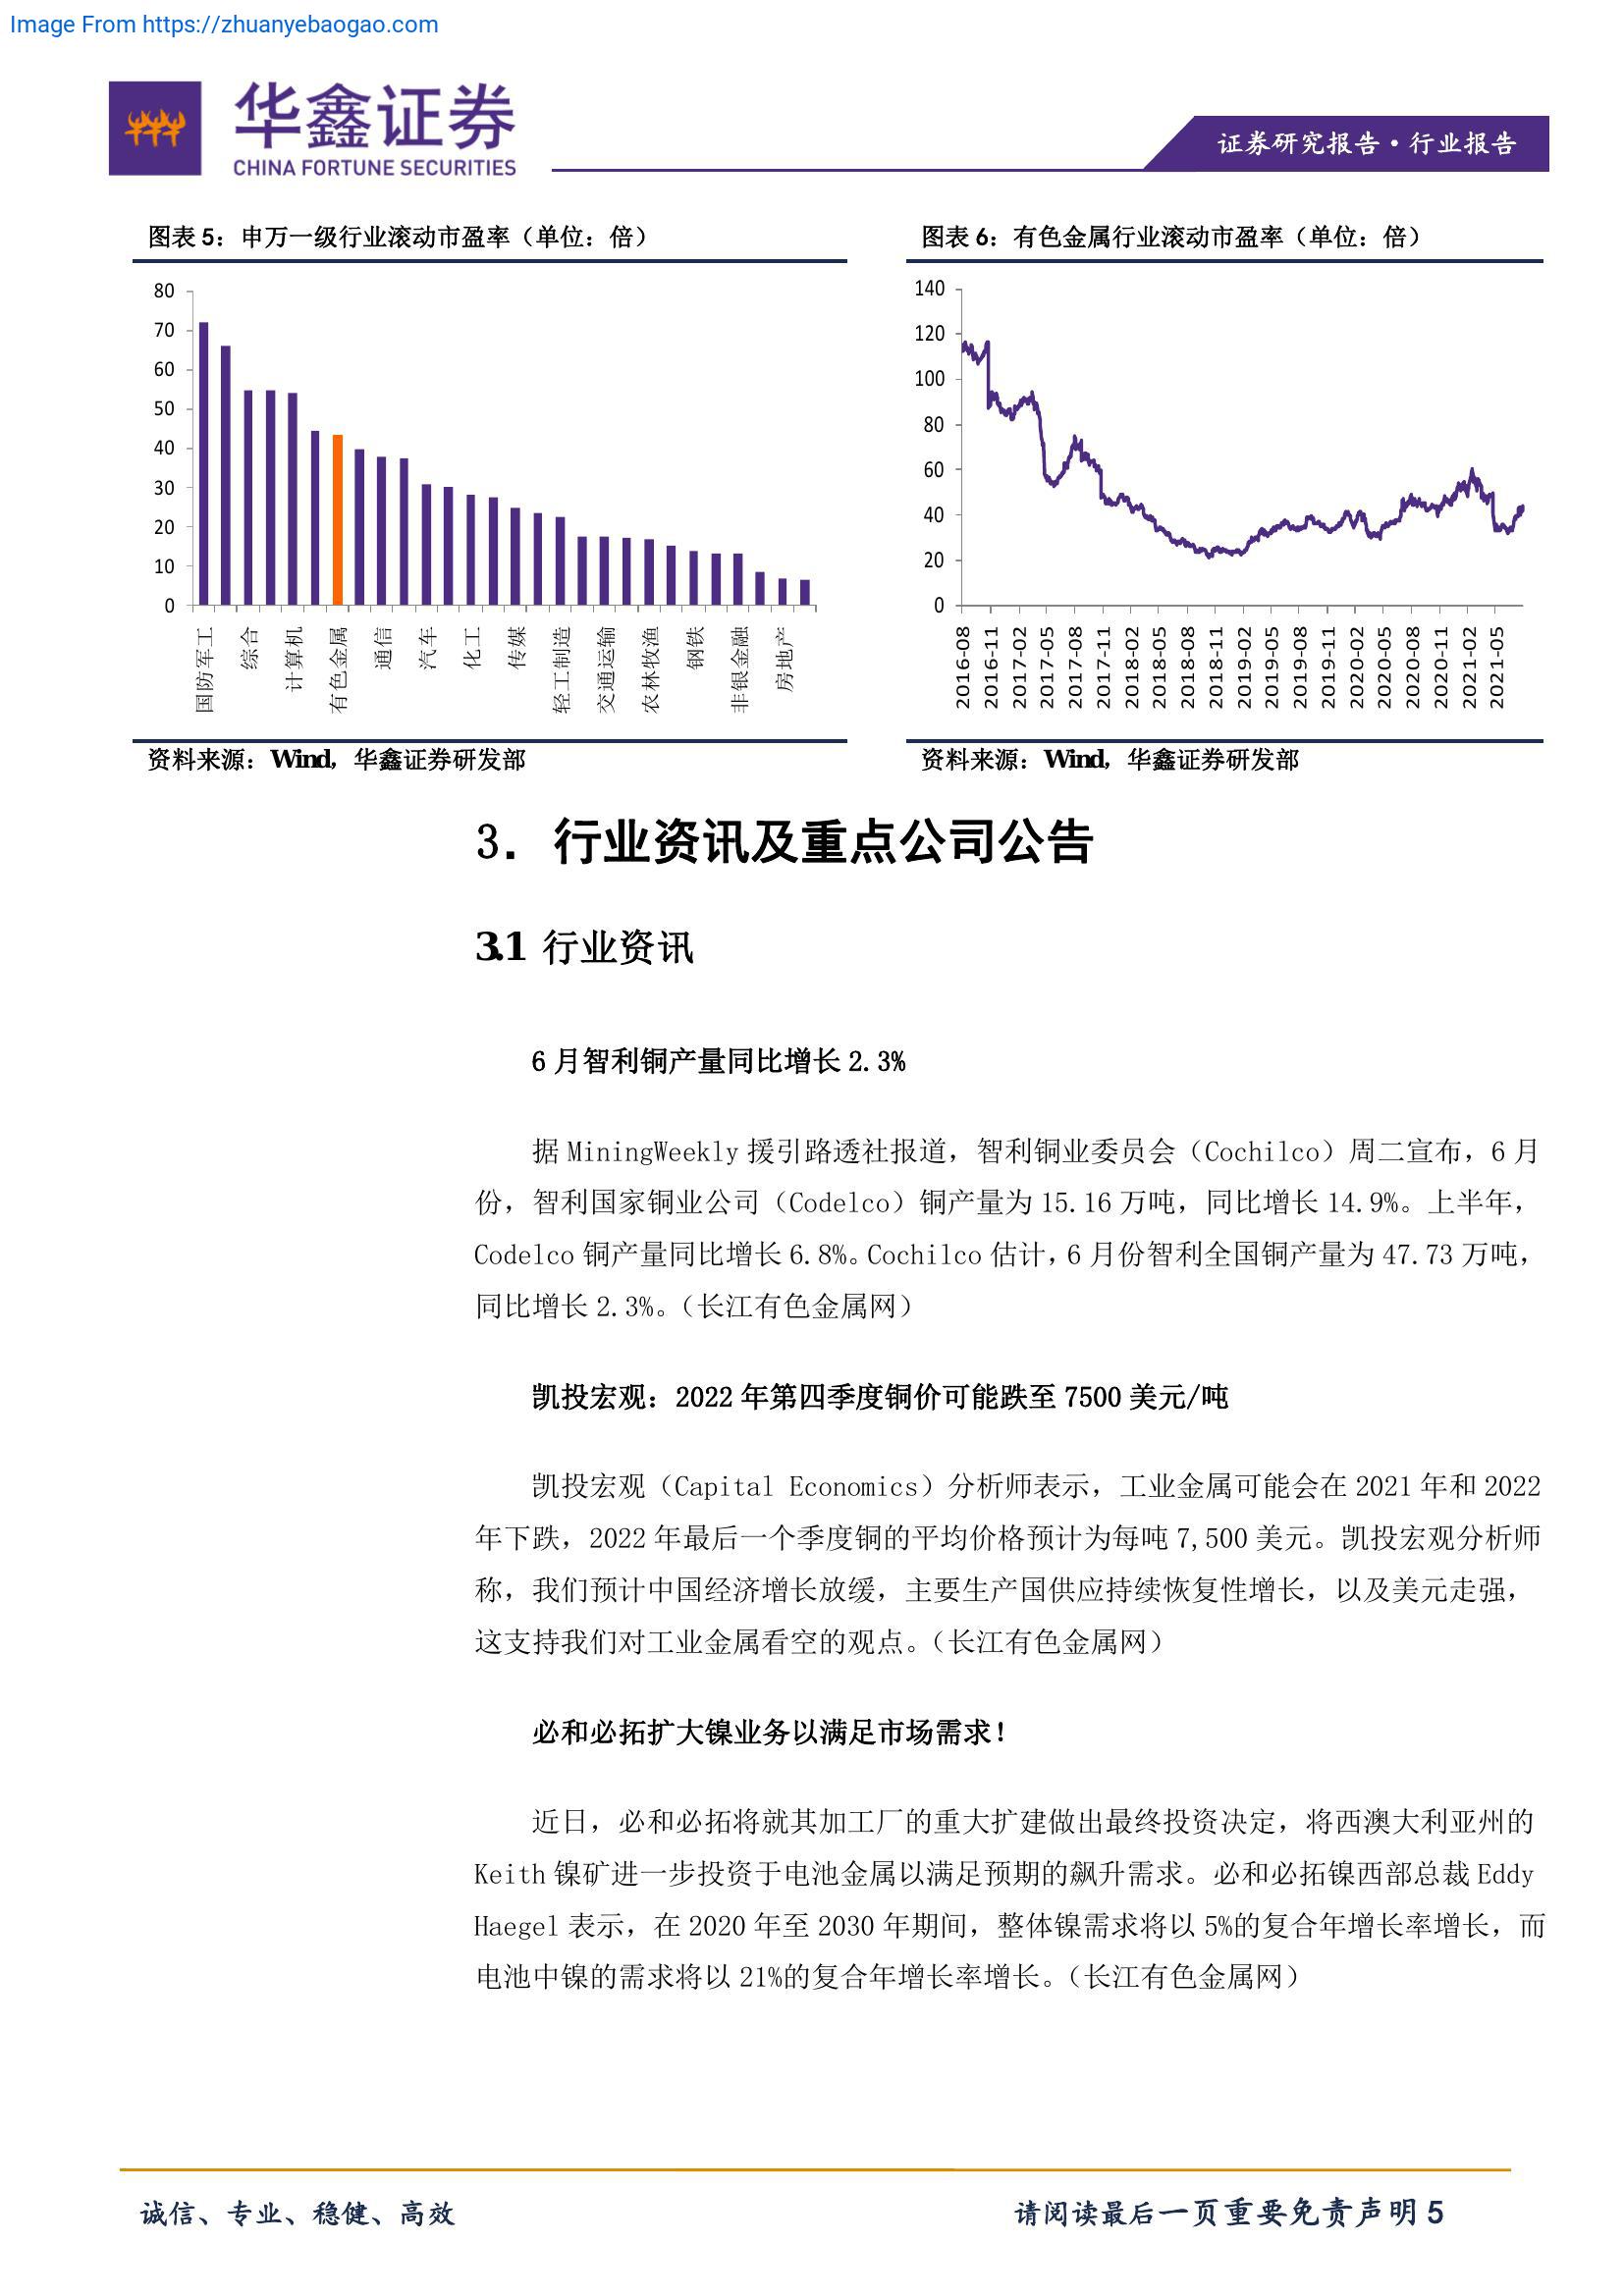 Image From https://zhuanyebaogao.com
华鑫证券
CHINA FORTUNE SECURITIES
证券研究报告·行业报告
图表 5：申万一级行业滚动市盈率（单位：倍）
80
70
60
50
40
30
20
10
0
国防军工
综合
计算机
有色金属
通信
汽车
化工
传媒
轻工制造
交通运输
农林牧渔
钢铁
非银金融
房地产
资料来源：Wind，华鑫证券研发部
图表 6：有色金属行业滚动市盈率（单位：倍）
140
120
100
80
60
40
20
0
2016-08
2016-11
2017-02
2017-05
2017-08
2017-11
2018-02
2018-05
2018-08
2018-11
2019-02
2019-05
2019-08
2019-11
2020-02
2020-05
2020-08
2020-11
2021-02
2021-05
资料来源：Wind，华鑫证券研发部
3. 行业资讯及重点公司公告
3.1 行业资讯
6 月智利铜产量同比增长 2.3%
据 MiningWeekly 援引路透社报道，智利铜业委员会（Cochilco）周二宣布，6 月
份，智利国家铜业公司（Codelco）铜产量为 15.16 万吨，同比增长 14.9%。上半年，
Codelco 铜产量同比增长 6.8%。Cochilco 估计，6 月份智利全国铜产量为 47.73 万吨，
同比增长 2.3%。（长江有色金属网）
凯投宏观：2022 年第四季度铜价可能跌至 7500 美元/吨
凯投宏观（Capital Economics）分析师表示，工业金属可能会在 2021 年和 2022
年下跌，2022 年最后一个季度铜的平均价格预计为每吨 7,500 美元。凯投宏观分析师
称，我们预计中国经济增长放缓，主要生产国供应持续恢复性增长，以及美元走强，
这支持我们对工业金属看空的观点。（长江有色金属网）
必和必拓扩大镍业务以满足市场需求！
近日，必和必拓将就其加工厂的重大扩建做出最终投资决定，将西澳大利亚州的
Keith 镍矿进一步投资于电池金属以满足预期的飙升需求。必和必拓镍西部总裁 Eddy
Haegel 表示，在 2020 年至 2030 年期间，整体镍需求将以 5%的复合年增长率增长，而
电池中镍的需求将以 21%的复合年增长率增长。（长江有色金属网）
诚信、专业、稳健、高效
请阅读最后一页重要免责声明 5